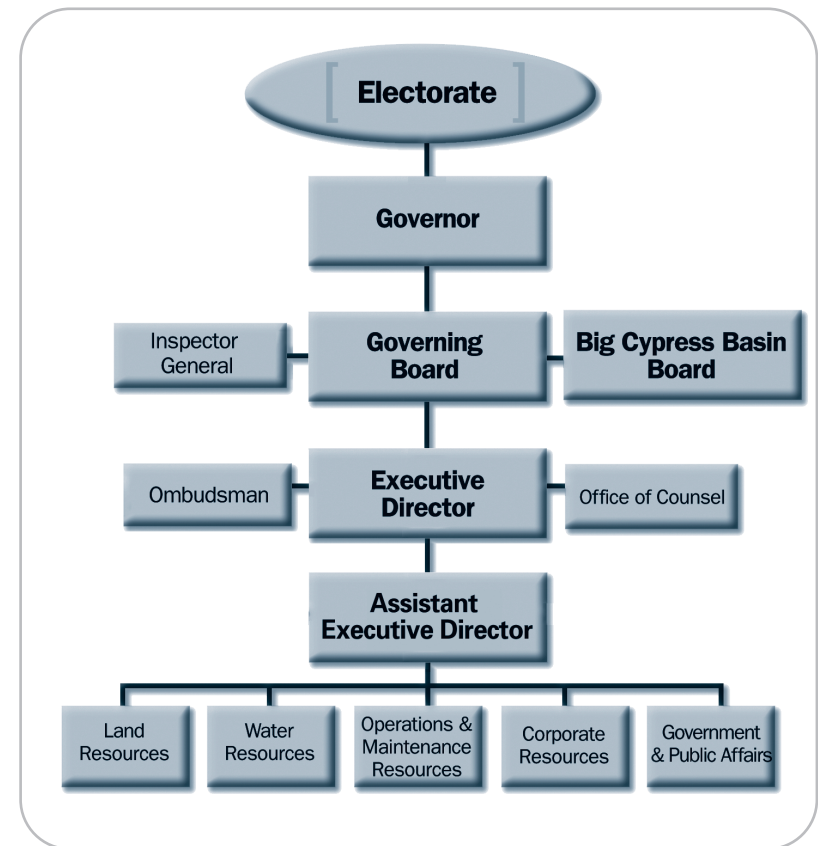 [ Electorate ]
Governor
Inspector
General
Governing
Board
Big Cypress Basin
Board
Ombudsman
Executive
Director
Office of Counsel
Assistant
Executive Director
Land
Resources
Water
Resources
Operations &
Maintenance
Resources
Corporate
Resources
Government
& Public Affairs